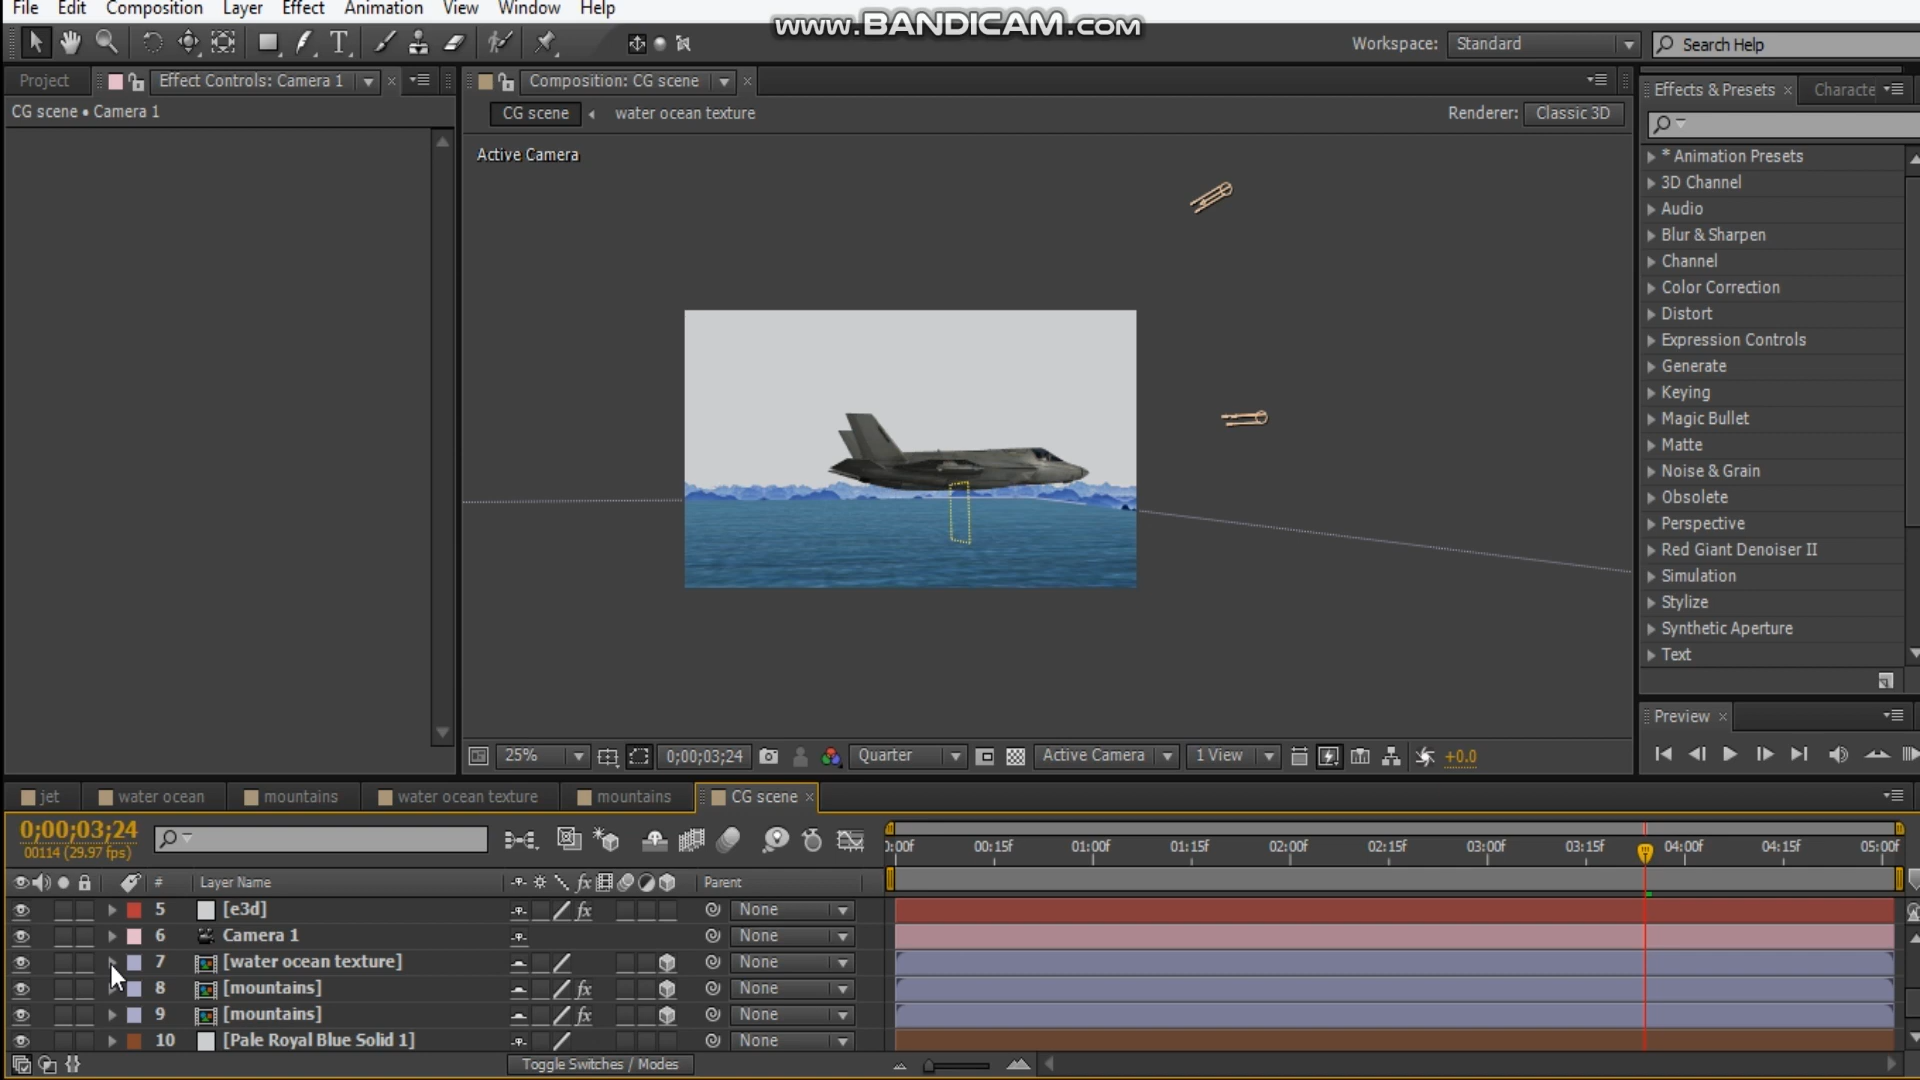 File Edit Composition Layer Effect Animation View Window Help
www.BANDICAM.com
Workspace: Standard
Search Help
Project
Effect Controls: Camera 1
Composition: CG scene
Effects & Presets
Characte
CG scene • Camera 1
CG scene
water ocean texture
Renderer: Classic 3D
Active Camera
* Animation Presets
3D Channel
Audio
Blur & Sharpen
Channel
Color Correction
Distort
Expression Controls
Generate
Keying
Magic Bullet
Matte
Noise & Grain
Obsolete
Perspective
Red Giant Denoiser II
Simulation
Stylize
Synthetic Aperture
Text
Preview
25%
0;00;03;24
Quarter
Active Camera
1 View
+0.0
jet
water ocean
mountains
water ocean texture
mountains
CG scene
0;00;03;24
00114 (29.97 fps)
0:00f 00:15f 01:00f 01:15f 02:00f 02:15f 03:00f 03:15f 04:00f 04:15f 05:00f
# Layer Name fx Parent
5 [e3d] fx None
6 Camera 1 None
7 [water ocean texture] None
8 [mountains] fx None
9 [mountains] fx None
10 [Pale Royal Blue Solid 1] None
Toggle Switches / Modes